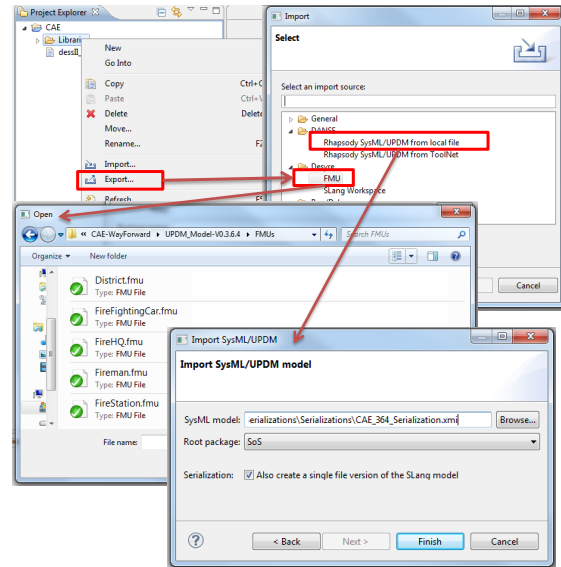 Project Explorer
CAE
Librari
dessII_
New
Go Into
Copy Ctrl+C
Paste Ctrl+V
Delete Delete
Move...
Rename... F2
Import...
Export...
Refresh F5
Import
Select
Select an import source:
General
DANSE
Rhapsody SysML/UPDM from local file
Rhapsody SysML/UPDM from ToolNet
Desyre
FMU
SLang Workspace
Cancel
Open
« CAE-WayForward UPDM_Model-V0.3.6.4 FMUs
Search FMUs
Organize New folder
District.fmu
Type: FMU File
FireFightingCar.fmu
Type: FMU File
FireHQ.fmu
Type: FMU File
Fireman.fmu
Type: FMU File
FireStation.fmu
Type: FMU File
File name:
Import SysML/UPDM
Import SysML/UPDM model
SysML model: erializations\Serializations\CAE_364_Serialization.xmi Browse...
Root package: SoS
Serialization: Also create a single file version of the SLang model
? < Back Next > Finish Cancel